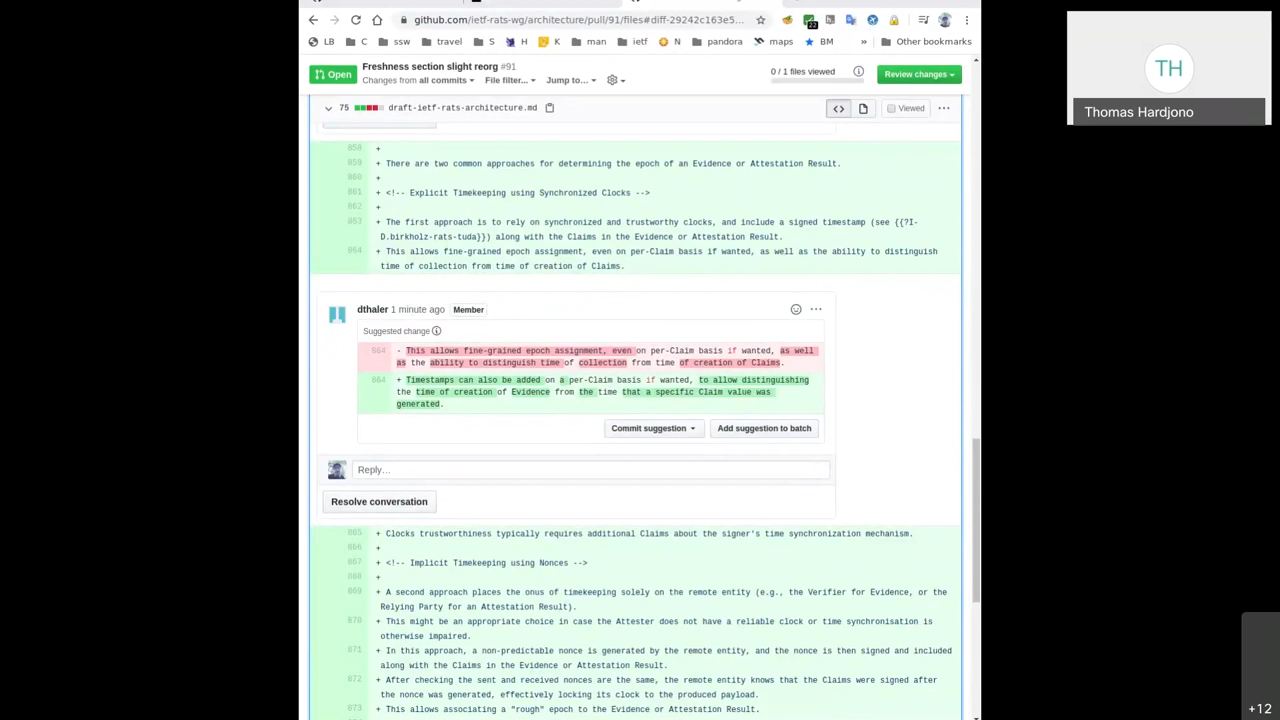 github.com/ietf-rats-wg/architecture/pull/91/files#diff-29242c163e5...
22
LB C ssw travel S H K man ietf N pandora maps BM » Other bookmarks
Open
Freshness section slight reorg #91
Changes from all commits File filter... Jump to...
0 / 1 files viewed
Review changes
75 draft-ietf-rats-architecture.md
Viewed
858 +
859 + There are two common approaches for determining the epoch of an Evidence or Attestation Result.
860 +
861 + <!-- Explicit Timekeeping using Synchronized Clocks -->
862 +
863 + The first approach is to rely on synchronized and trustworthy clocks, and include a signed timestamp (see {{?I-
D.birkholz-rats-tuda}}) along with the Claims in the Evidence or Attestation Result.
864 + This allows fine-grained epoch assignment, even on per-Claim basis if wanted, as well as the ability to distinguish
time of collection from time of creation of Claims.
dthaler 1 minute ago Member
Suggested change
864 - This allows fine-grained epoch assignment, even on per-Claim basis if wanted, as well
as the ability to distinguish time of collection from time of creation of Claims.
864 + Timestamps can also be added on a per-Claim basis if wanted, to allow distinguishing
the time of creation of Evidence from the time that a specific Claim value was
generated.
Commit suggestion
Add suggestion to batch
Reply...
Resolve conversation
865 + Clocks trustworthiness typically requires additional Claims about the signer's time synchronization mechanism.
866 +
867 + <!-- Implicit Timekeeping using Nonces -->
868 +
869 + A second approach places the onus of timekeeping solely on the remote entity (e.g., the Verifier for Evidence, or the
Relying Party for an Attestation Result).
870 + This might be an appropriate choice in case the Attester does not have a reliable clock or time synchronisation is
otherwise impaired.
871 + In this approach, a non-predictable nonce is generated by the remote entity, and the nonce is then signed and included
along with the Claims in the Evidence or Attestation Result.
872 + After checking the sent and received nonces are the same, the remote entity knows that the Claims were signed after
the nonce was generated, effectively locking its clock to the produced payload.
873 + This allows associating a "rough" epoch to the Evidence or Attestation Result.
TH
Thomas Hardjono
+12